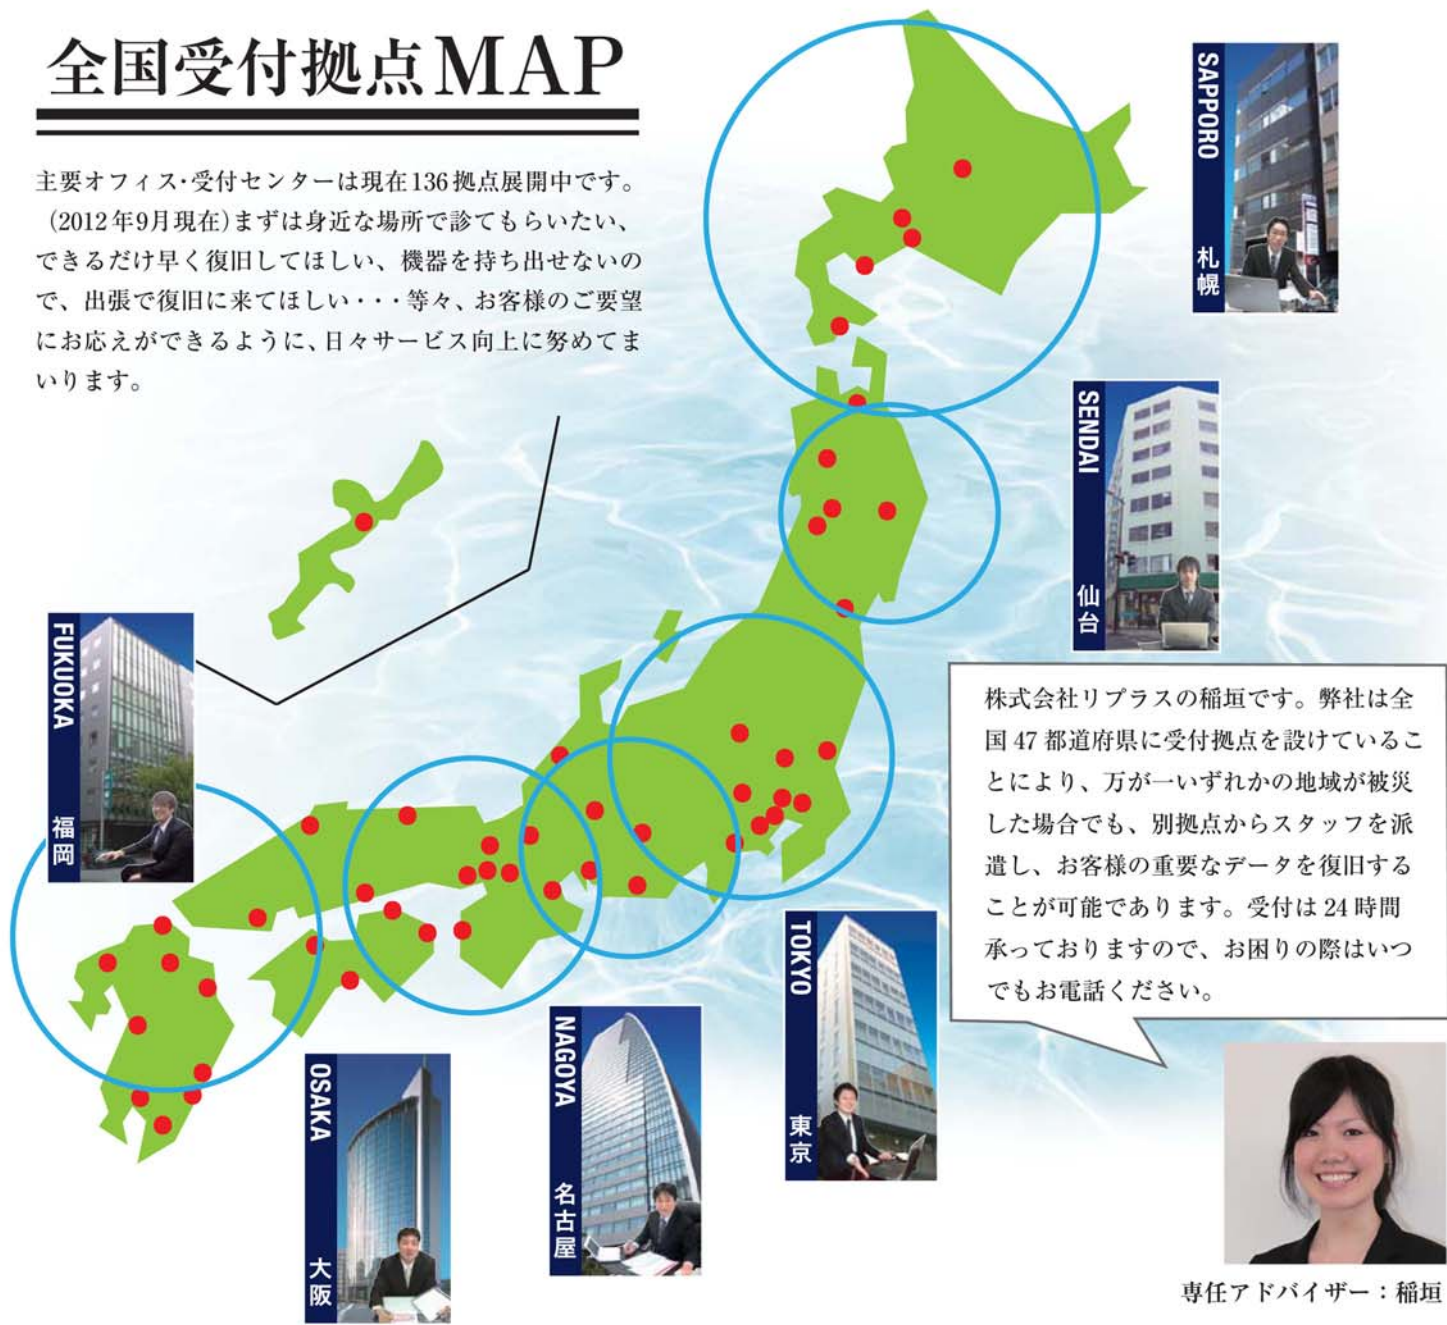 全国受付拠点MAP
主要オフィス・受付センターは現在136拠点展開中です。
(2012年9月現在)まずは身近な場所で診てもらいたい、
できるだけ早く復旧してほしい、機器を持ち出せないの
で、出張で復旧に来てほしい・・・等々、お客様のご要望
にお応えができるように、日々サービス向上に努めてま
いります。
SAPPORO 札幌
SENDAI 仙台
FUKUOKA 福岡
株式会社リプラスの稲垣です。弊社は全
国47都道府県に受付拠点を設けているこ
とにより、万が一いずれかの地域が被災
した場合でも、別拠点からスタッフを派
遣し、お客様の重要なデータを復旧する
ことが可能であります。受付は24時間
承っておりますので、お困りの際はいつ
でもお電話ください。
TOKYO 東京
NAGOYA 名古屋
OSAKA 大阪
専任アドバイザー：稲垣